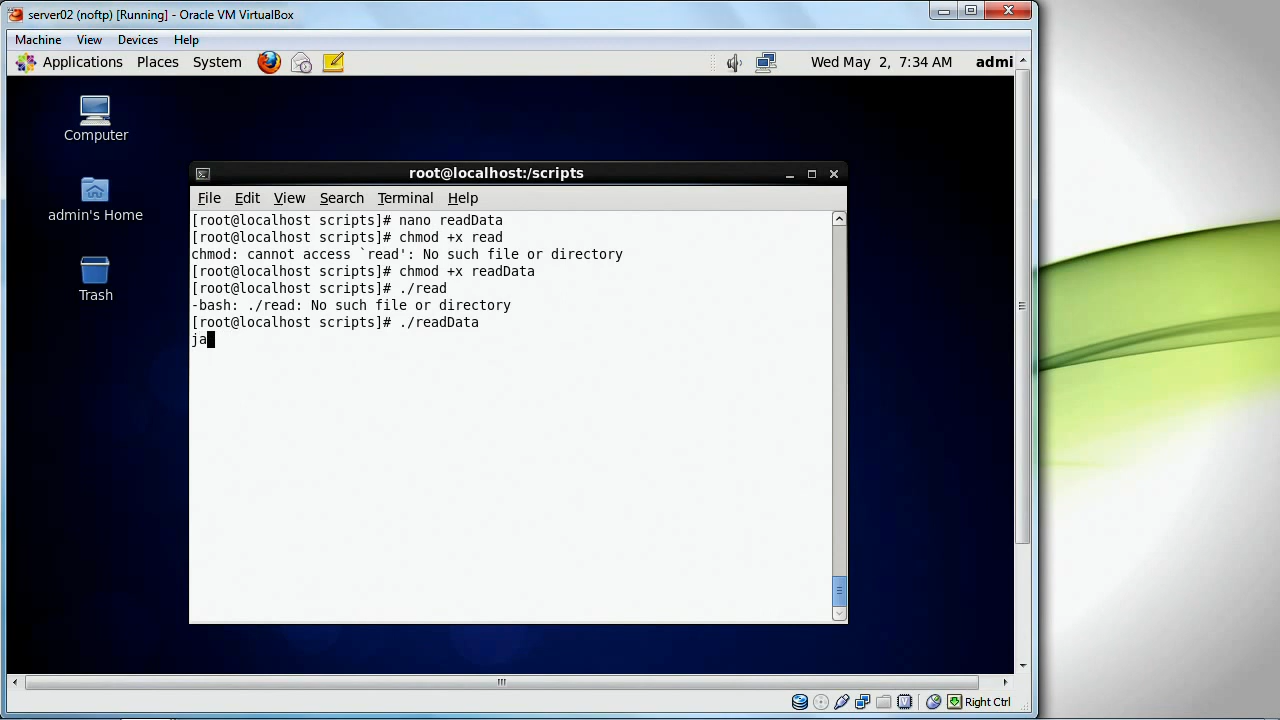 server02 (noftp) [Running] - Oracle VM VirtualBox
Machine View Devices Help
Applications Places System Wed May 2, 7:34 AM admi
Computer
admin's Home
Trash
root@localhost:/scripts
File Edit View Search Terminal Help
[root@localhost scripts]# nano readData
[root@localhost scripts]# chmod +x read
chmod: cannot access `read': No such file or directory
[root@localhost scripts]# chmod +x readData
[root@localhost scripts]# ./read
-bash: ./read: No such file or directory
[root@localhost scripts]# ./readData
ja
Right Ctrl